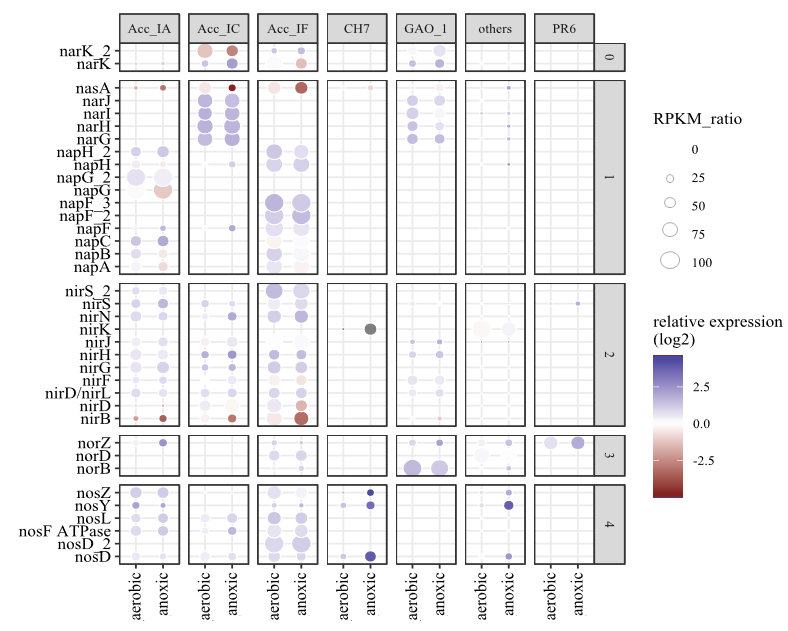 Acc_IA Acc_IC Acc_IF CH7 GAO_1 others PR6
narK_2
narK
0
nasA
narJ
narI
narH
narG
napH_2
napH
napG_2
napG
napF_3
napF_2
napF
napC
napB
napA
1
nirS_2
nirS
nirN
nirK
nirJ
nirH
nirG
nirF
nirD/nirL
nirD
nirB
2
norZ
norD
norB
3
nosZ
nosY
nosL
nosF ATPase
nosD_2
nosD
4
aerobic anoxic aerobic anoxic aerobic anoxic aerobic anoxic aerobic anoxic aerobic anoxic aerobic anoxic
RPKM_ratio
0
25
50
75
100
relative expression
(log2)
2.5
0.0
-2.5